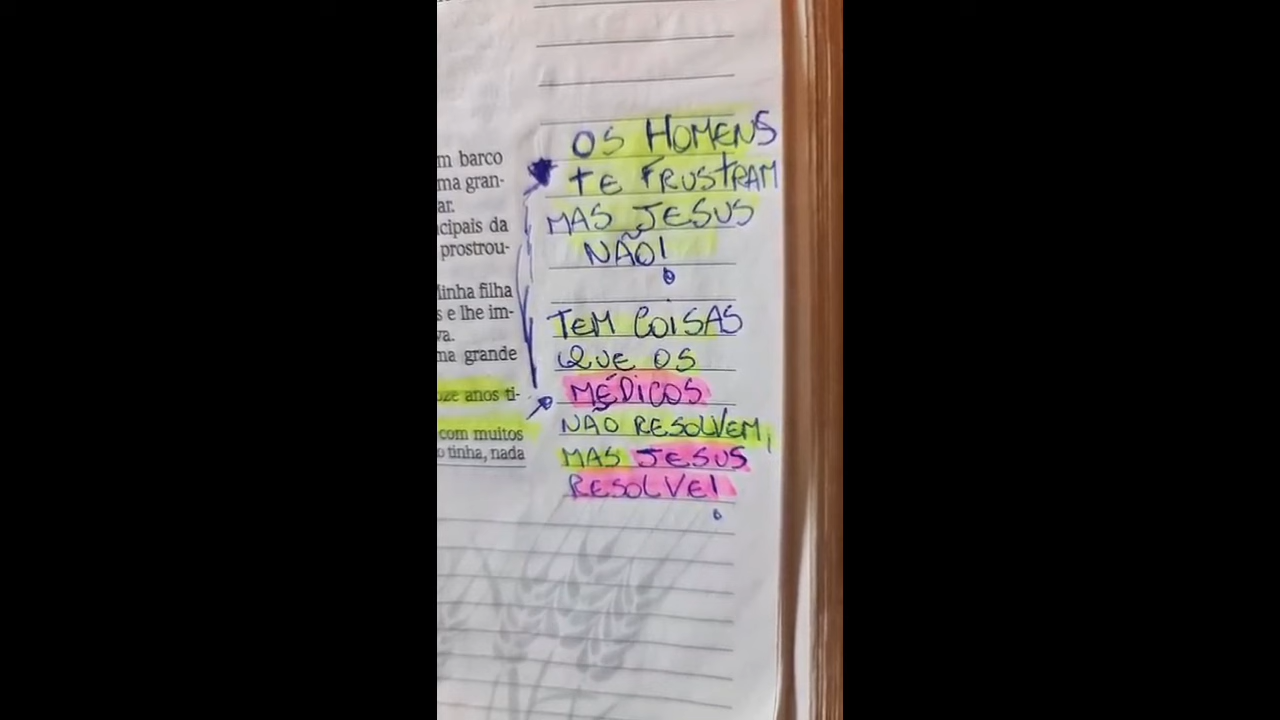 m barco
ma gran-
ar.
cipais da
prostrou-
Minha filha
s e lhe im-
va.
ma grande
oze anos ti-
com muitos
o tinha, nada
OS HOMENS
TE FRUSTRAM
MAS JESUS
NÃO!
TEM COISAS
QUE OS
MÉDICOS
NÃO RESOLVEM,
MAS JESUS
RESOLVE!